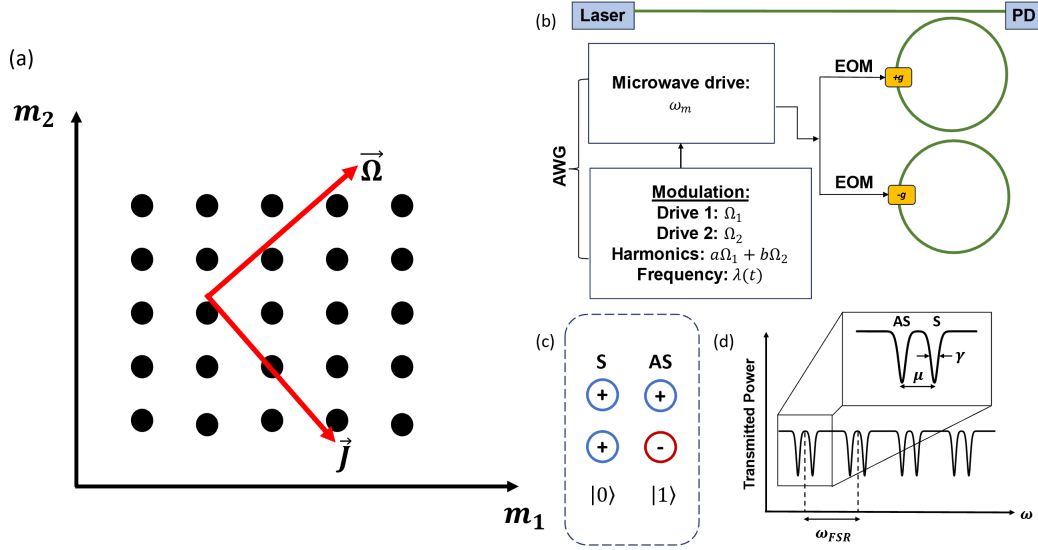 (a)
m₂
Ω⃗
J⃗
m₁
(b)
Laser
PD
AWG
Microwave drive:
ωₘ
Modulation:
Drive 1: Ω₁
Drive 2: Ω₂
Harmonics: aΩ₁ + bΩ₂
Frequency: λ(t)
EOM
+g
EOM
-g
(c)
S AS
+ +
+ -
|0⟩ |1⟩
(d)
Transmitted Power
AS S
γ
μ
ω
ω_FSR